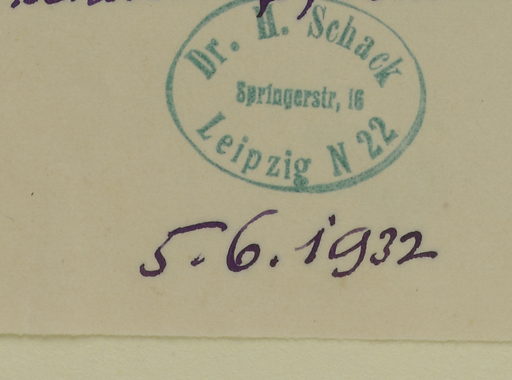 Dr. H. Schack
Springerstr, 16
Leipzig N 22
5.6.1932